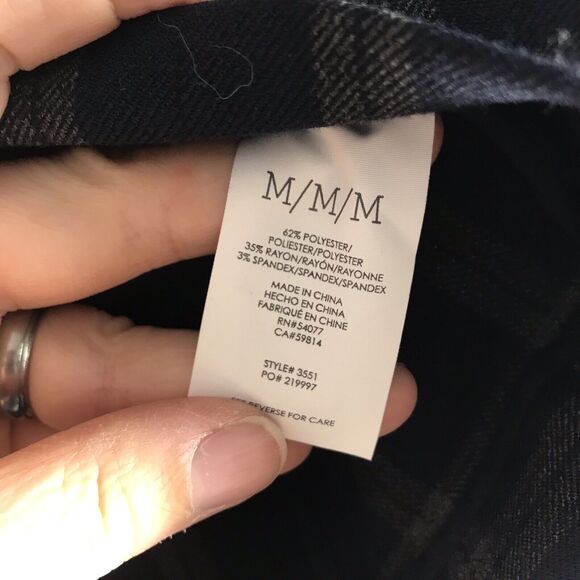 M/M/M
62% POLYESTER/
POLIESTER/POLYESTER
35% RAYON/RAYÓN/RAYONNE
3% SPANDEX/SPANDEX/SPANDEX
MADE IN CHINA
HECHO EN CHINA
FABRIQUÉ EN CHINE
RN#54077
CA#59814
STYLE# 3551
PO# 219997
SEE REVERSE FOR CARE